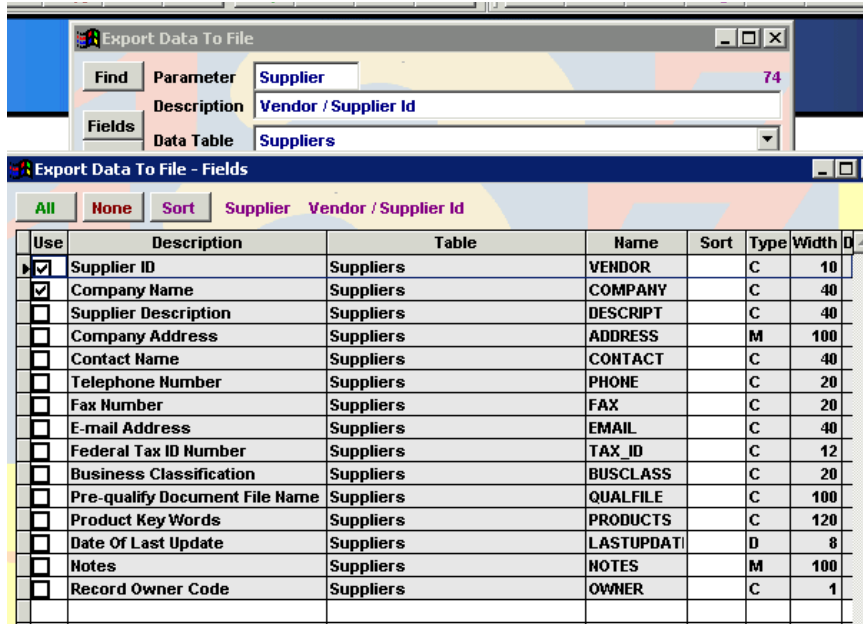 Export Data To File
Find Parameter Supplier 74
Description Vendor / Supplier Id
Fields
Data Table Suppliers
Export Data To File - Fields
All None Sort Supplier Vendor / Supplier Id
Use Description Table Name Sort Type Width D
Supplier ID Suppliers VENDOR C 10
Company Name Suppliers COMPANY C 40
Supplier Description Suppliers DESCRIPT C 40
Company Address Suppliers ADDRESS M 100
Contact Name Suppliers CONTACT C 40
Telephone Number Suppliers PHONE C 20
Fax Number Suppliers FAX C 20
E-mail Address Suppliers EMAIL C 40
Federal Tax ID Number Suppliers TAX_ID C 12
Business Classification Suppliers BUSCLASS C 20
Pre-qualify Document File Name Suppliers QUALFILE C 100
Product Key Words Suppliers PRODUCTS C 120
Date Of Last Update Suppliers LASTUPDAT D 8
Notes Suppliers NOTES M 100
Record Owner Code Suppliers OWNER C 1